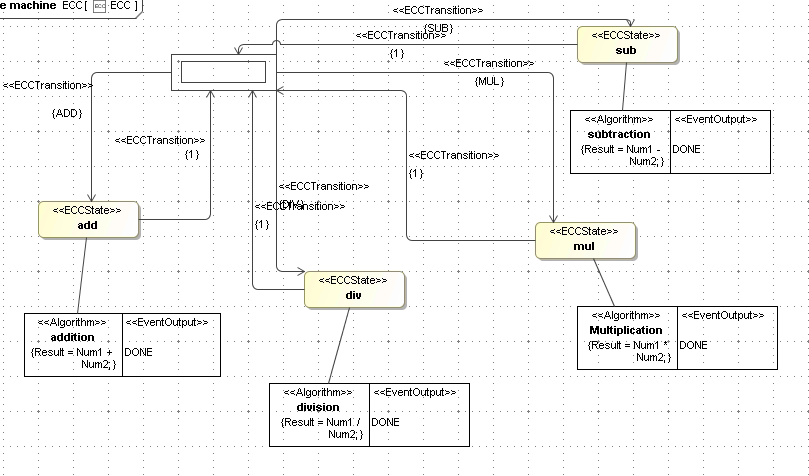 e machine ECC [ ECC ECC ]
<<ECCTransition>>
{SUB}
<<ECCTransition>>
{1}
<<ECCState>>
sub
<<ECCTransition>>
{MUL}
<<ECCTransition>>
{ADD}
<<Algorithm>>
subtraction
{Result = Num1 -
Num2;}
<<EventOutput>>
DONE
<<ECCTransition>>
{1}
<<ECCTransition>>
{1}
<<ECCTransition>>
{DIV}
<<ECCTransition>>
{1}
<<ECCState>>
add
<<ECCState>>
mul
<<ECCState>>
div
<<Algorithm>>
addition
{Result = Num1 +
Num2;}
<<EventOutput>>
DONE
<<Algorithm>>
Multiplication
{Result = Num1 *
Num2;}
<<EventOutput>>
DONE
<<Algorithm>>
division
{Result = Num1 /
Num2;}
<<EventOutput>>
DONE